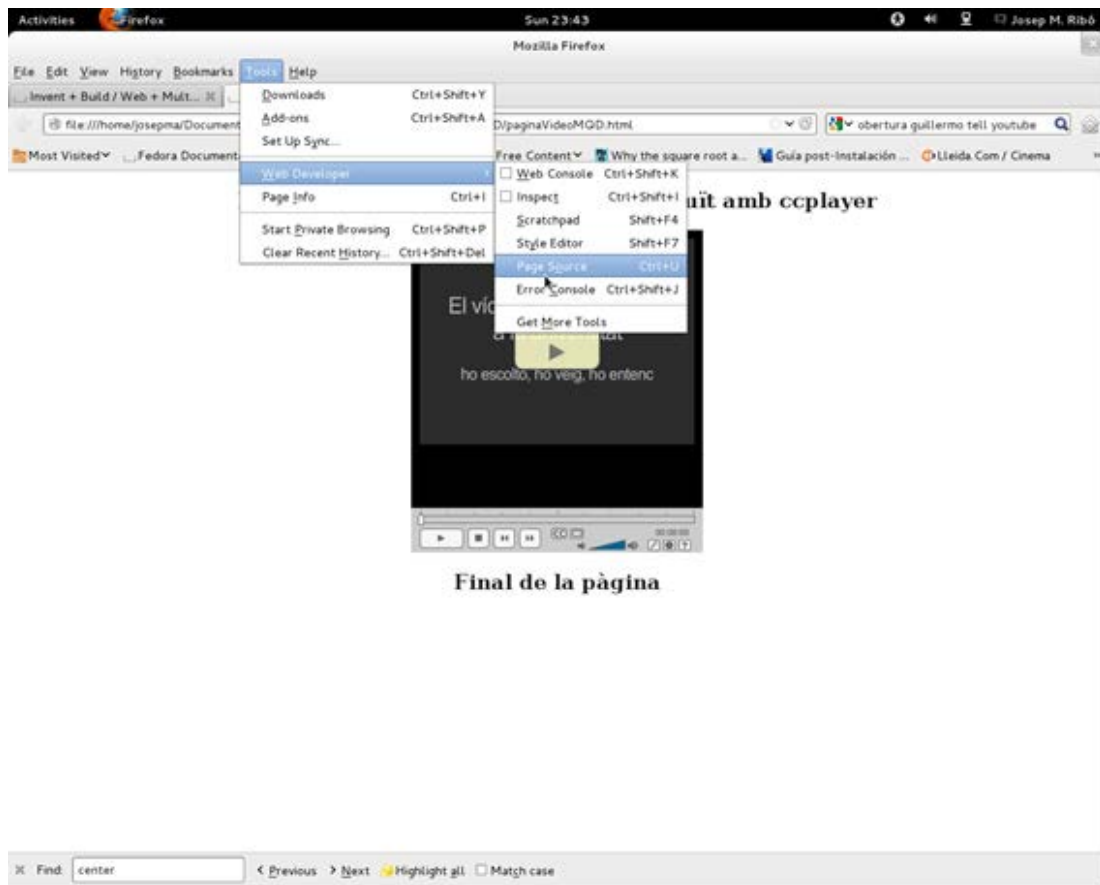 Activities Firefox Sun 23:43 Josep M. Ribó
Mozilla Firefox
File Edit View History Bookmarks Tools Help
Invent + Build / Web + Mult...
Downloads Ctrl+Shift+Y
Add-ons Ctrl+Shift+A
Set Up Sync...
Web Developer
Page Info Ctrl+I
Start Private Browsing Ctrl+Shift+P
Clear Recent History... Ctrl+Shift+Del
file:///home/josepma/Document
D/paginaVideoMQD.html
obertura guillermo tell youtube
Most Visited Fedora Document
Free Content Why the square root a... Guía post-Instalación ... Lleida.Com / Cinema
Web Console Ctrl+Shift+K
Inspect Ctrl+Shift+I
Scratchpad Shift+F4
Style Editor Shift+F7
Page Source Ctrl+U
Error Console Ctrl+Shift+J
Get More Tools
uït amb ccplayer
El víd
ho escolto, ho veig, ho entenc
Final de la pàgina
Find: center Previous Next Highlight all Match case